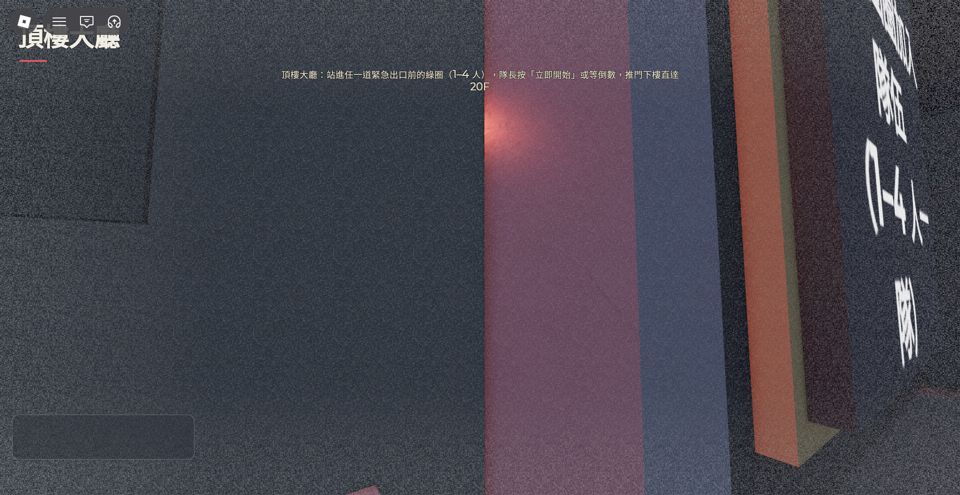 頂樓大廳
頂樓大廳：站進任一道緊急出口前的綠圈（1–4 人），隊長按「立即開始」或等倒數，推門下樓直達
20F
隊伍
1–4 人
隊